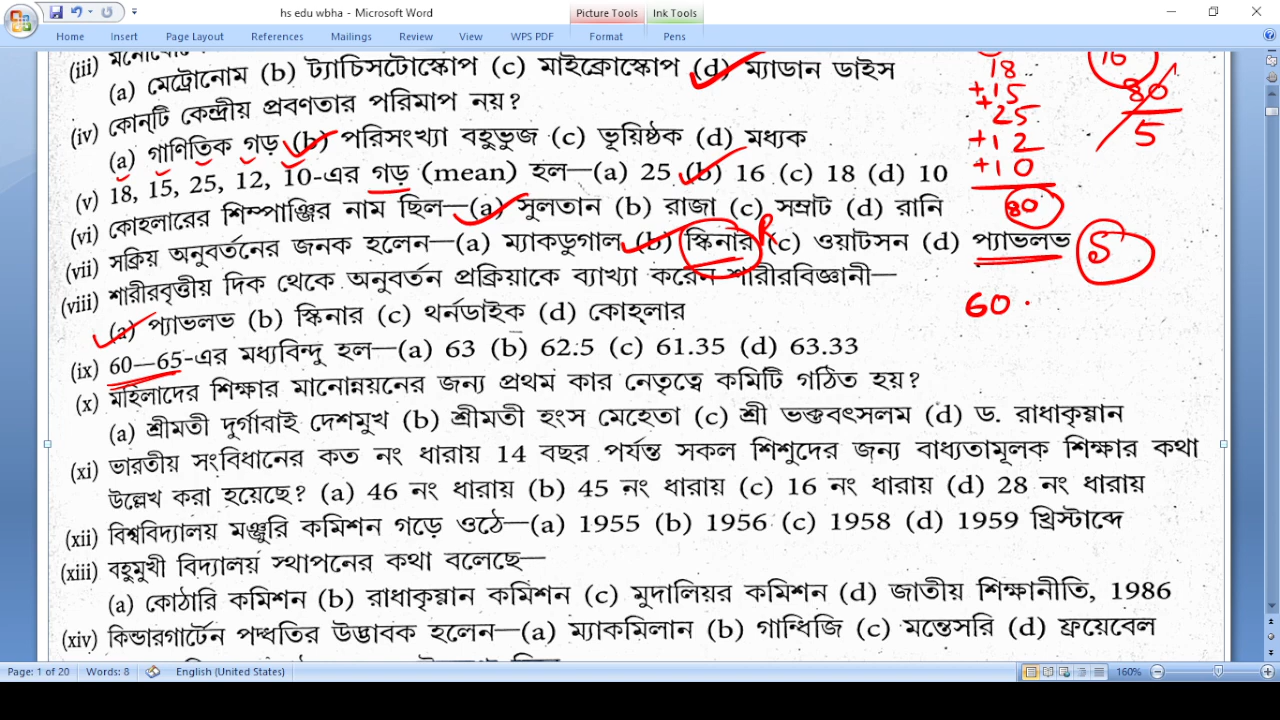 hs edu wbha - Microsoft Word
Picture Tools
Ink Tools
Home Insert Page Layout References Mailings Review View WPS PDF Format Pens
(iii)
(a) মেট্রোনোম (b) ট্যাচিসটোস্কোপ (c) মাইক্রোস্কোপ (d) ম্যাডান ডাইস
(iv) কোন্‌টি কেন্দ্রীয় প্রবণতার পরিমাপ নয়?
(a) গাণিতিক গড় (b) পরিসংখ্যা বহুভুজ (c) ভূয়িষ্ঠক (d) মধ্যক
(v) 18, 15, 25, 12, 10-এর গড় (mean) হল—(a) 25 (b) 16 (c) 18 (d) 10
(vi) কোহলারের শিম্পাঞ্জির নাম ছিল—(a) সুলতান (b) রাজা (c) সম্রাট (d) রানি
(vii) সক্রিয় অনুবর্তনের জনক হলেন—(a) ম্যাকডুগাল (b) স্কিনার (c) ওয়াটসন (d) প্যাভলভ
(viii) শারীরবৃত্তীয় দিক থেকে অনুবর্তন প্রক্রিয়াকে ব্যাখ্যা করেন শারীরবিজ্ঞানী—
(a) প্যাভলভ (b) স্কিনার (c) থর্নডাইক (d) কোহ্‌লার
(ix) 60—65-এর মধ্যবিন্দু হল—(a) 63 (b) 62.5 (c) 61.35 (d) 63.33
(x) মহিলাদের শিক্ষার মানোন্নয়নের জন্য প্রথম কার নেতৃত্বে কমিটি গঠিত হয়?
(a) শ্রীমতী দুর্গাবাই দেশমুখ (b) শ্রীমতী হংস মেহেতা (c) শ্রী ভক্তবৎসলম (d) ড. রাধাকৃষ্ণান
(xi) ভারতীয় সংবিধানের কত নং ধারায় 14 বছর পর্যন্ত সকল শিশুদের জন্য বাধ্যতামূলক শিক্ষার কথা
উল্লেখ করা হয়েছে? (a) 46 নং ধারায় (b) 45 নং ধারায় (c) 16 নং ধারায় (d) 28 নং ধারায়
(xii) বিশ্ববিদ্যালয় মঞ্জুরি কমিশন গড়ে ওঠে—(a) 1955 (b) 1956 (c) 1958 (d) 1959 খ্রিস্টাব্দে
(xiii) বহুমুখী বিদ্যালয় স্থাপনের কথা বলেছে—
(a) কোঠারি কমিশন (b) রাধাকৃষ্ণান কমিশন (c) মুদালিয়র কমিশন (d) জাতীয় শিক্ষানীতি, 1986
(xiv) কিন্ডারগার্টেন পদ্ধতির উদ্ভাবক হলেন—(a) ম্যাকমিলান (b) গান্ধিজি (c) মন্তেসরি (d) ফ্রয়েবেল
18
+15
+25
+12
+10
80
16
80
5
R
S
60
Page: 1 of 20 Words: 8 English (United States) 160%